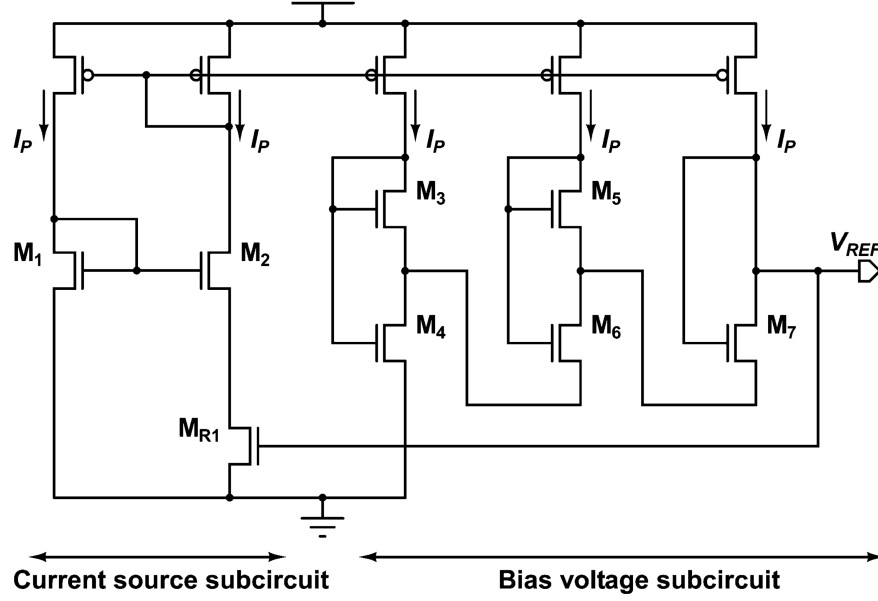 I_P I_P I_P I_P I_P
M_3 M_5
M_1 M_2 V_REF
M_4 M_6 M_7
M_R1
Current source subcircuit Bias voltage subcircuit